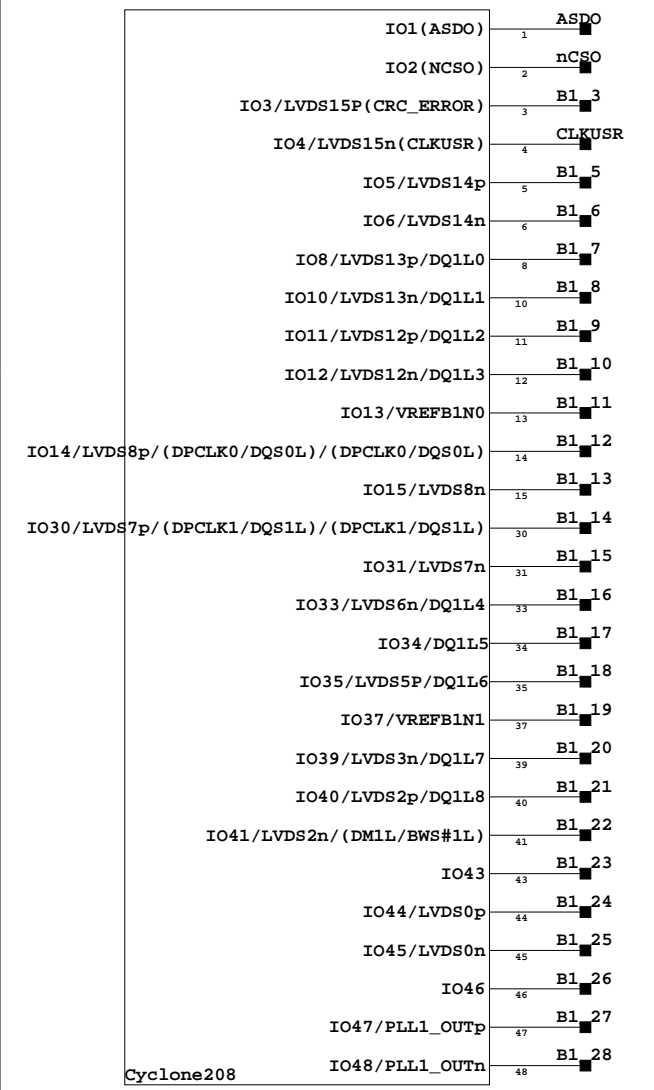 IO1(ASDO) 1 ASDO
IO2(NCSO) 2 nCSO
IO3/LVDS15P(CRC_ERROR) 3 B1_3
IO4/LVDS15n(CLKUSR) 4 CLKUSR
IO5/LVDS14p 5 B1_5
IO6/LVDS14n 6 B1_6
IO8/LVDS13p/DQ1L0 8 B1_7
IO10/LVDS13n/DQ1L1 10 B1_8
IO11/LVDS12p/DQ1L2 11 B1_9
IO12/LVDS12n/DQ1L3 12 B1_10
IO13/VREFB1N0 13 B1_11
IO14/LVDS8p/(DPCLK0/DQS0L)/(DPCLK0/DQS0L) 14 B1_12
IO15/LVDS8n 15 B1_13
IO30/LVDS7p/(DPCLK1/DQS1L)/(DPCLK1/DQS1L) 30 B1_14
IO31/LVDS7n 31 B1_15
IO33/LVDS6n/DQ1L4 33 B1_16
IO34/DQ1L5 34 B1_17
IO35/LVDS5P/DQ1L6 35 B1_18
IO37/VREFB1N1 37 B1_19
IO39/LVDS3n/DQ1L7 39 B1_20
IO40/LVDS2p/DQ1L8 40 B1_21
IO41/LVDS2n/(DM1L/BWS#1L) 41 B1_22
IO43 43 B1_23
IO44/LVDS0p 44 B1_24
IO45/LVDS0n 45 B1_25
IO46 46 B1_26
IO47/PLL1_OUTp 47 B1_27
IO48/PLL1_OUTn 48 B1_28
Cyclone208